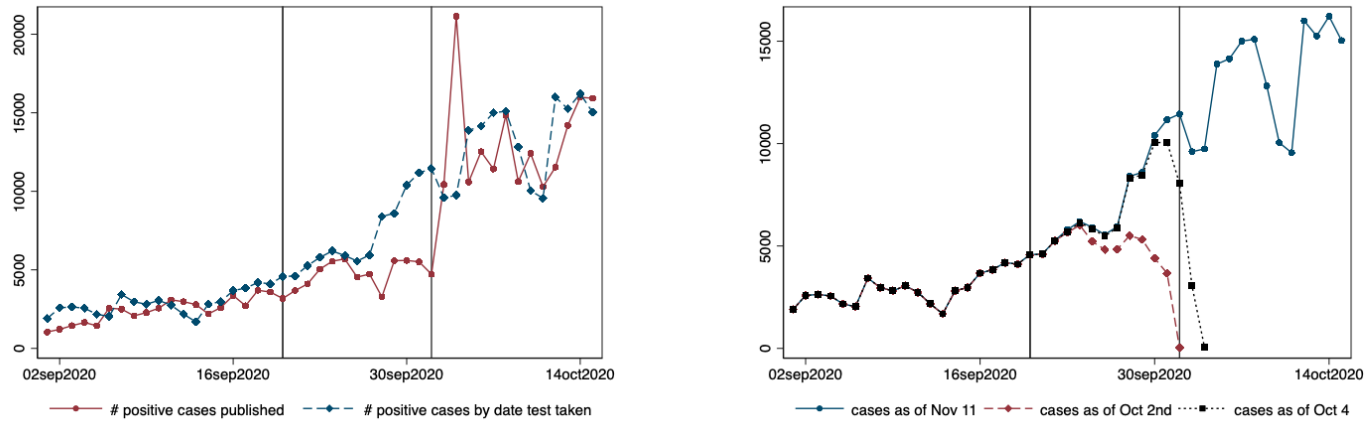 20000
15000
10000
5000
0
02sep2020 16sep2020 30sep2020 14oct2020
# positive cases published # positive cases by date test taken
15000
10000
5000
0
02sep2020 16sep2020 30sep2020 14oct2020
cases as of Nov 11 cases as of Oct 2nd cases as of Oct 4